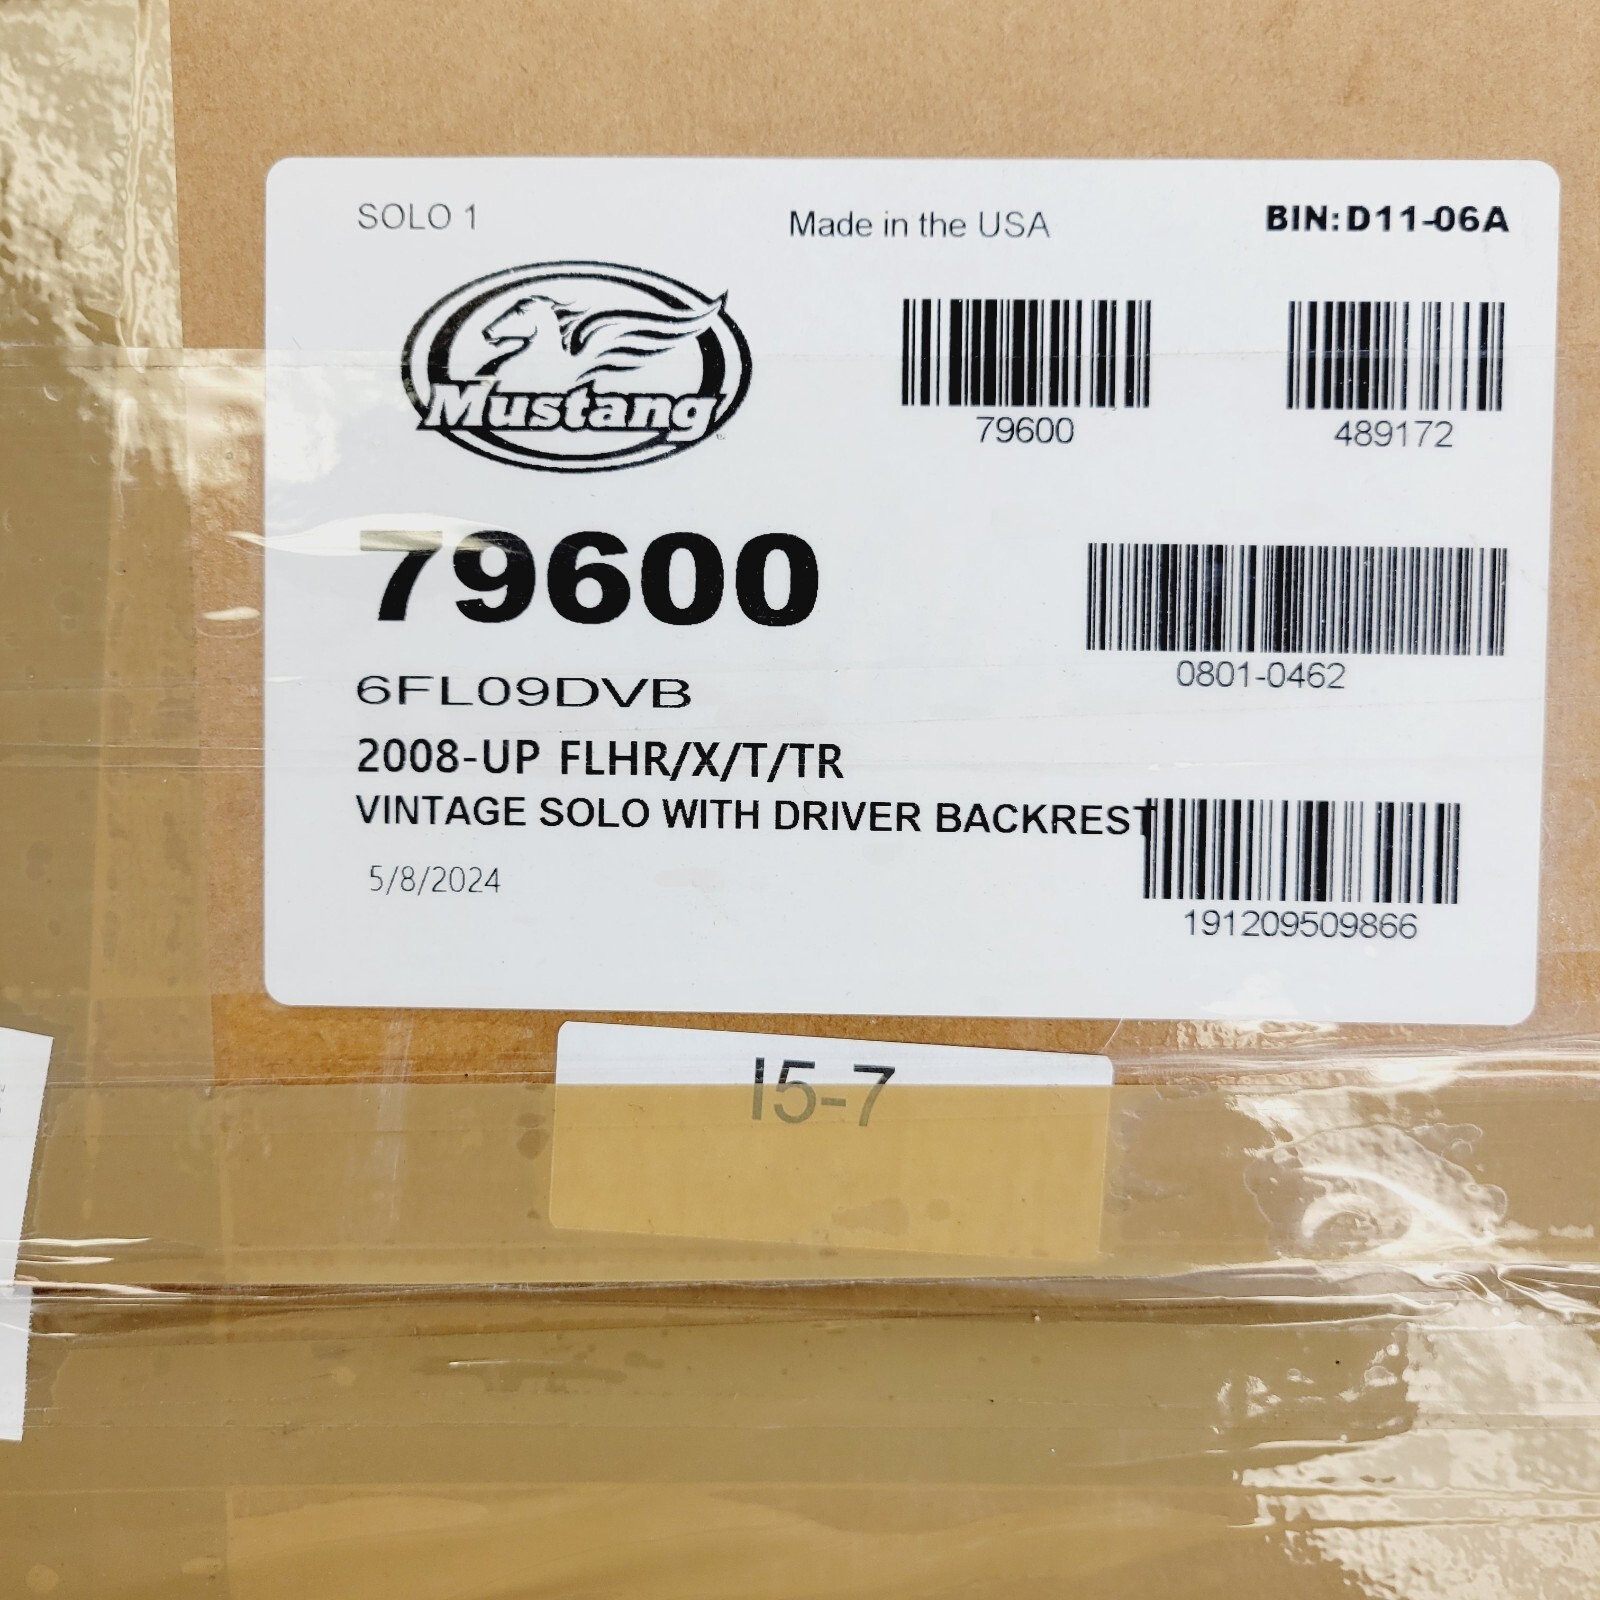 SOLO 1
Made in the USA
BIN:D11-06A
Mustang
79600
489172
79600
0801-0462
6FL09DVB
2008-UP FLHR/X/T/TR
VINTAGE SOLO WITH DRIVER BACKREST
5/8/2024
191209509866
I5-7